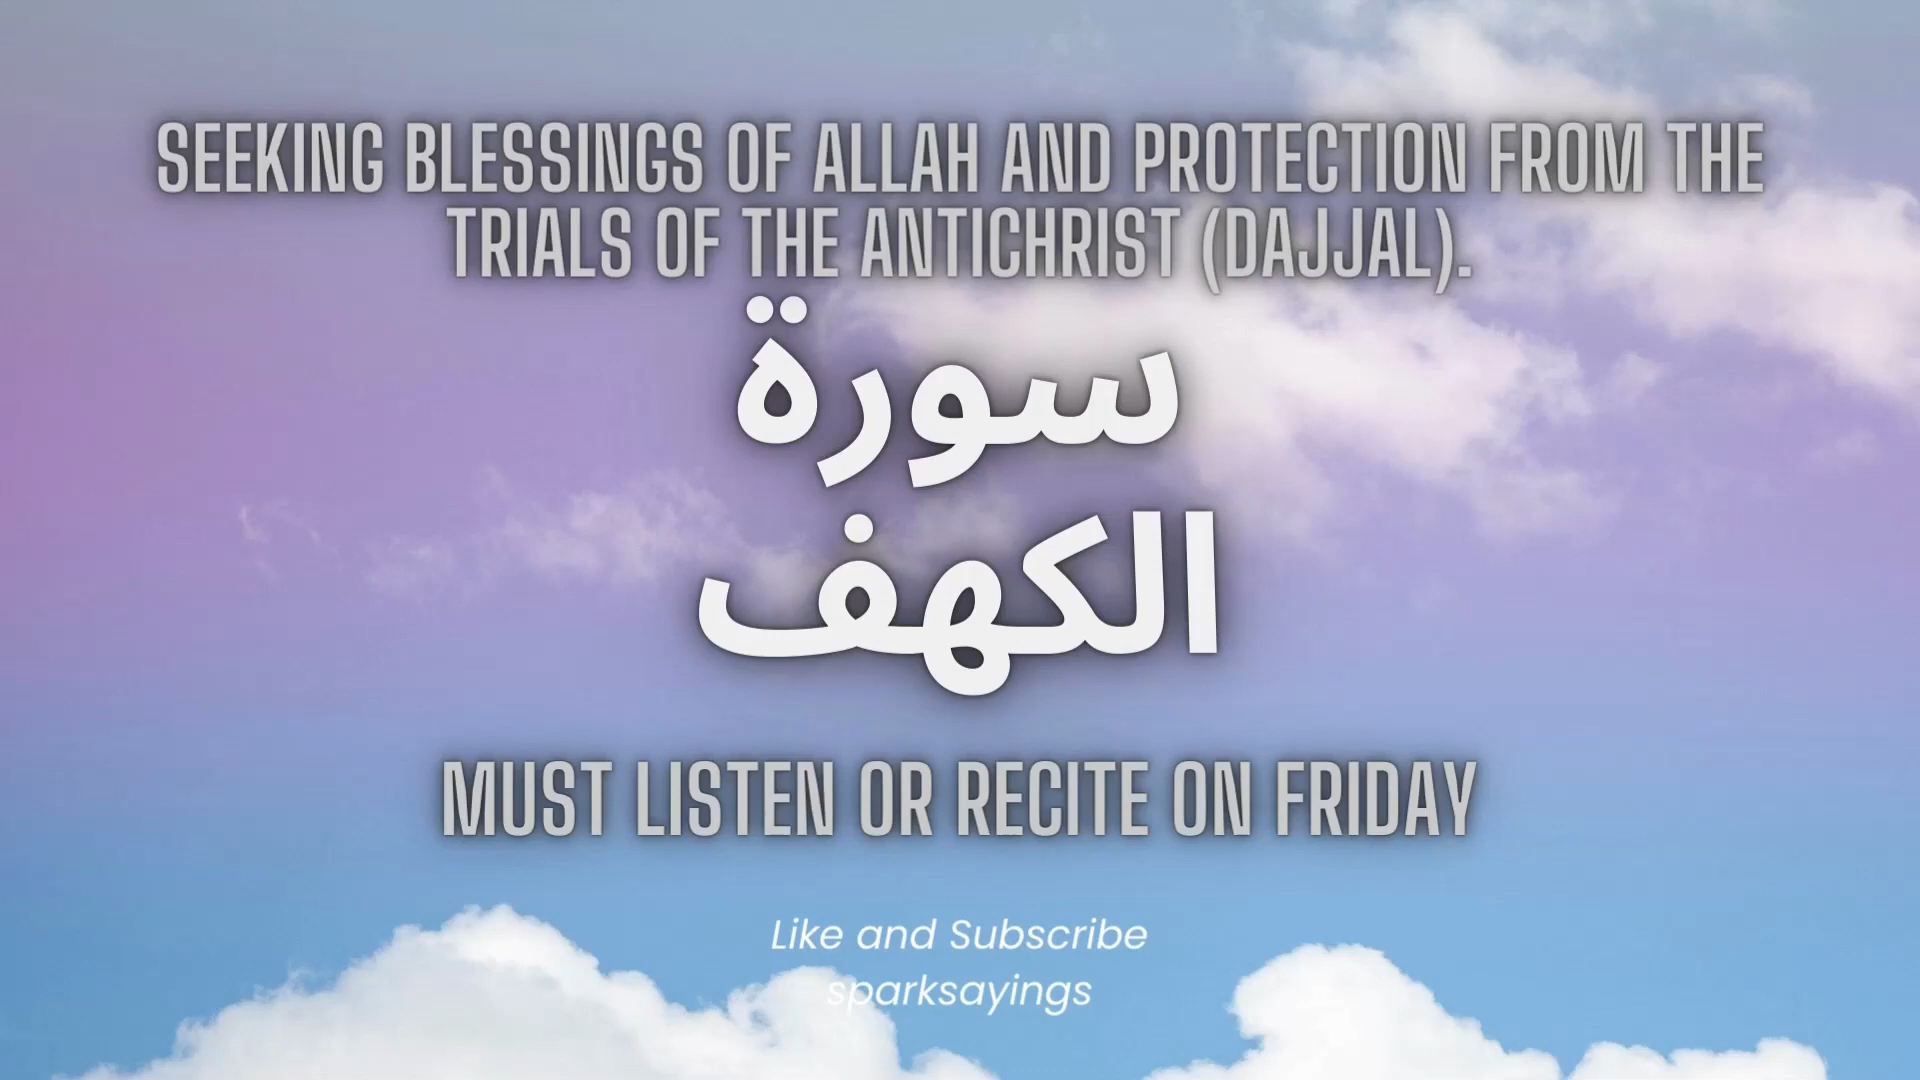 SEEKING BLESSINGS OF ALLAH AND PROTECTION FROM THE
TRIALS OF THE ANTICHRIST (DAJJAL).
سورة
الكهف
MUST LISTEN OR RECITE ON FRIDAY
Like and Subscribe
sparksayings